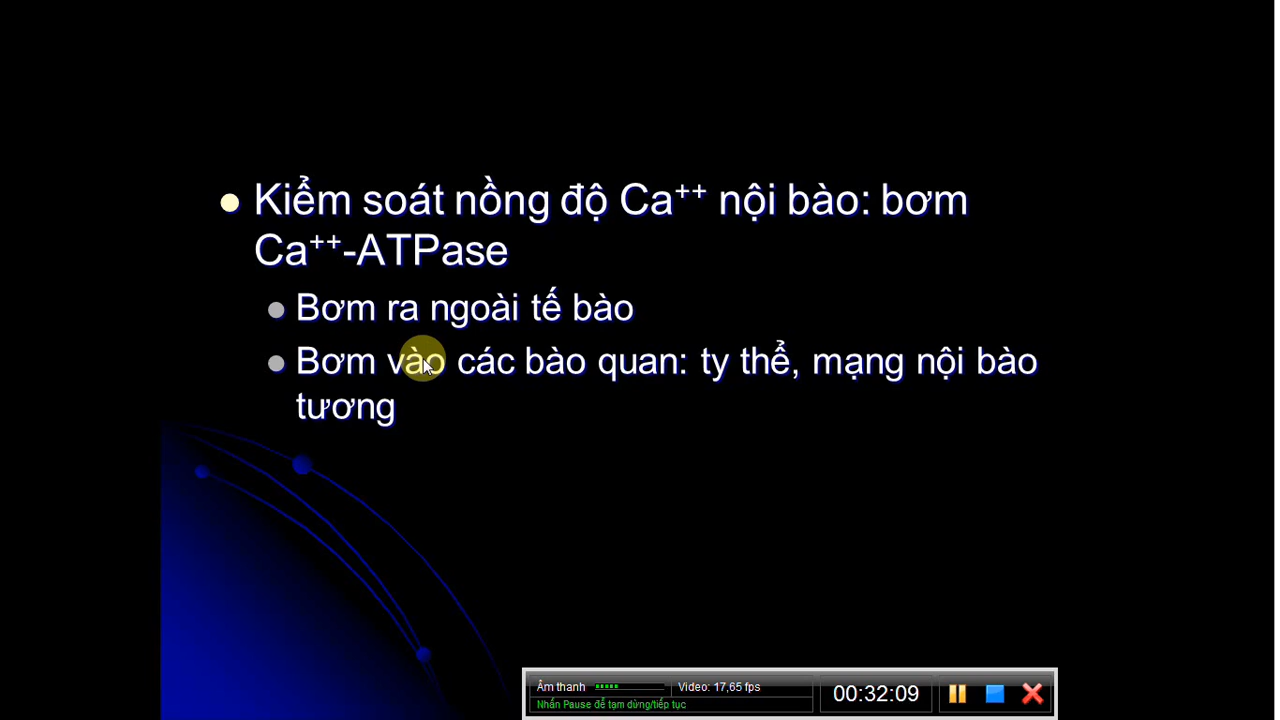 Kiểm soát nồng độ Ca⁺⁺ nội bào: bơm
Ca⁺⁺-ATPase
Bơm ra ngoài tế bào
Bơm vào các bào quan: ty thể, mạng nội bào
tương
Âm thanh
Video: 17,65 fps
00:32:09
Nhấn Pause để tạm dừng/tiếp tục